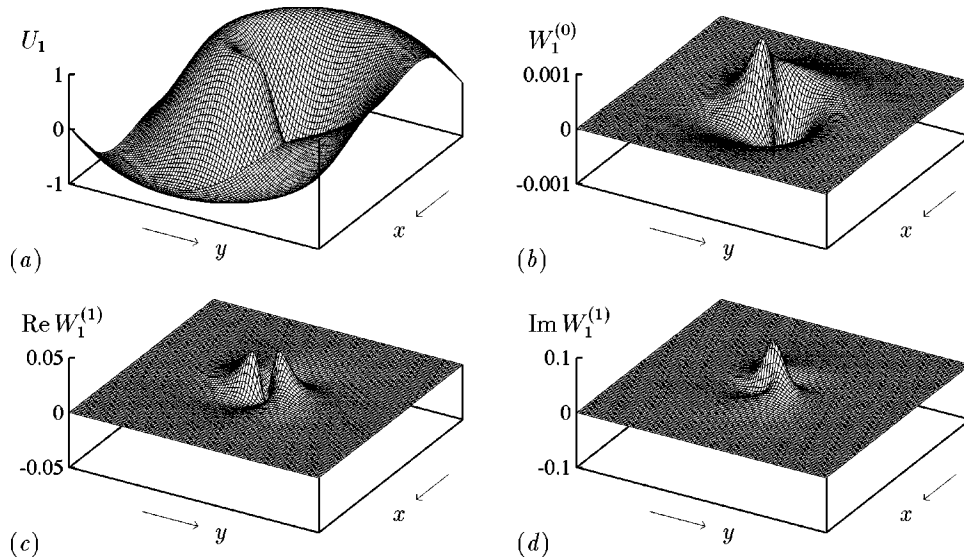 U₁
1
0
-1
y
x
(a)
W₁⁽⁰⁾
0.001
0
-0.001
y
x
(b)
Re W₁⁽¹⁾
0.05
0
-0.05
y
x
(c)
Im W₁⁽¹⁾
0.1
0
-0.1
y
x
(d)